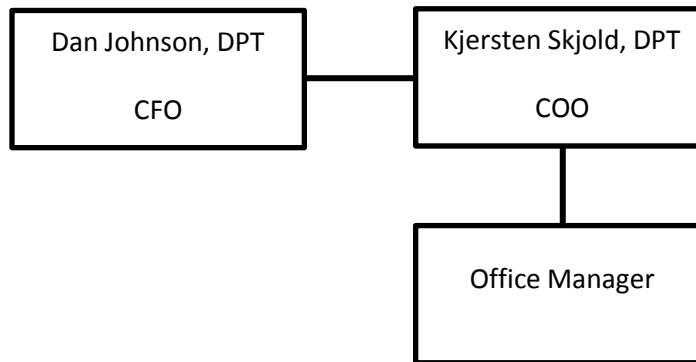 Dan Johnson, DPT
CFO
Kjersten Skjold, DPT
COO
Office Manager